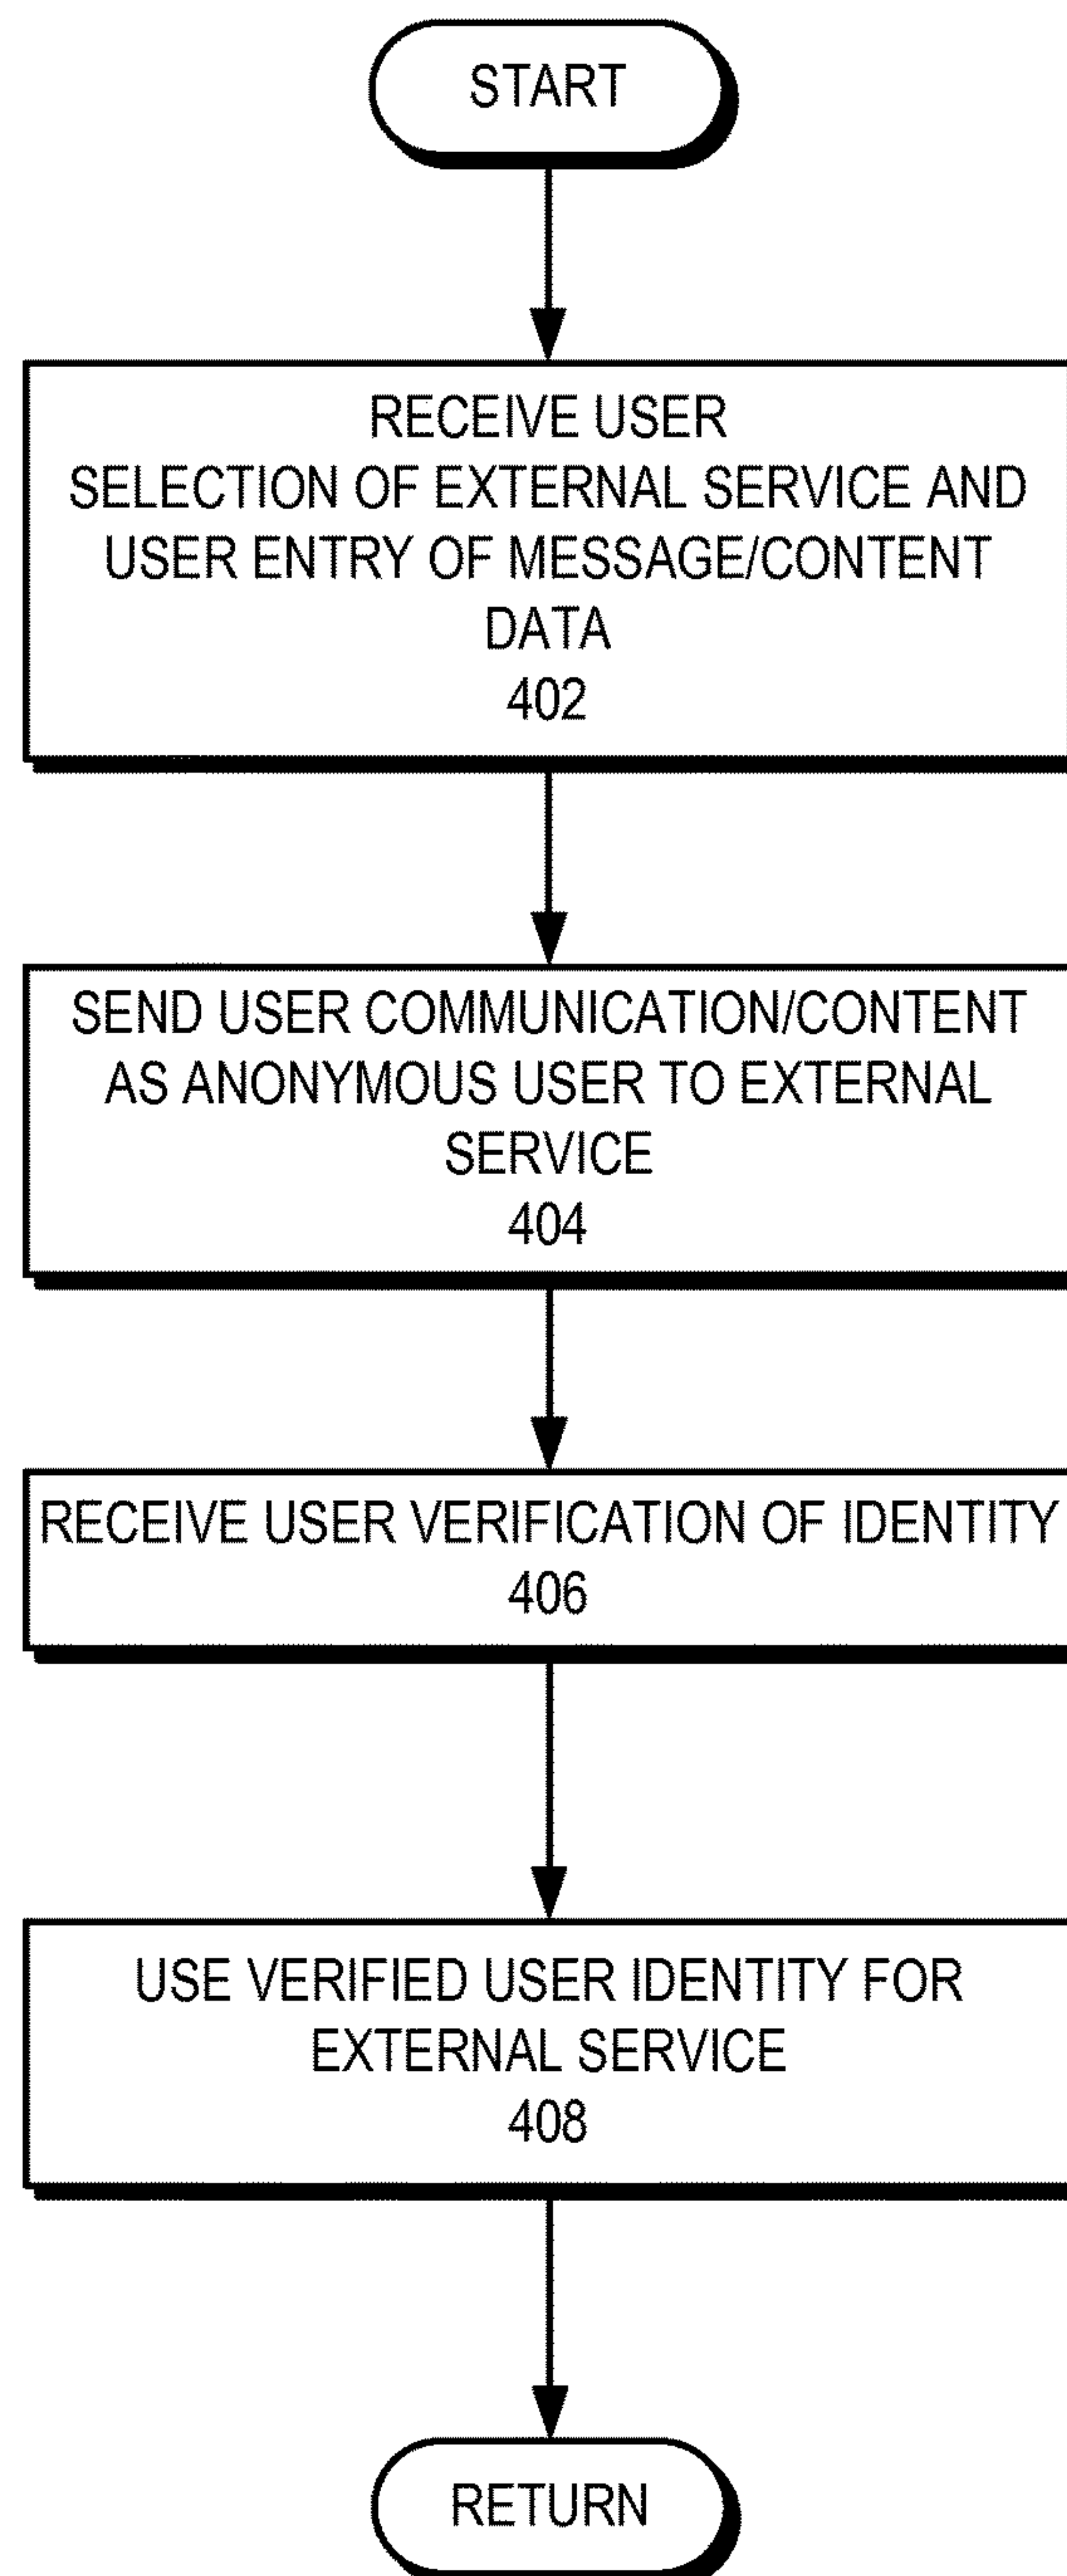 START
RECEIVE USER
SELECTION OF EXTERNAL SERVICE AND
USER ENTRY OF MESSAGE/CONTENT
DATA
402
SEND USER COMMUNICATION/CONTENT
AS ANONYMOUS USER TO EXTERNAL
SERVICE
404
RECEIVE USER VERIFICATION OF IDENTITY
406
USE VERIFIED USER IDENTITY FOR
EXTERNAL SERVICE
408
RETURN